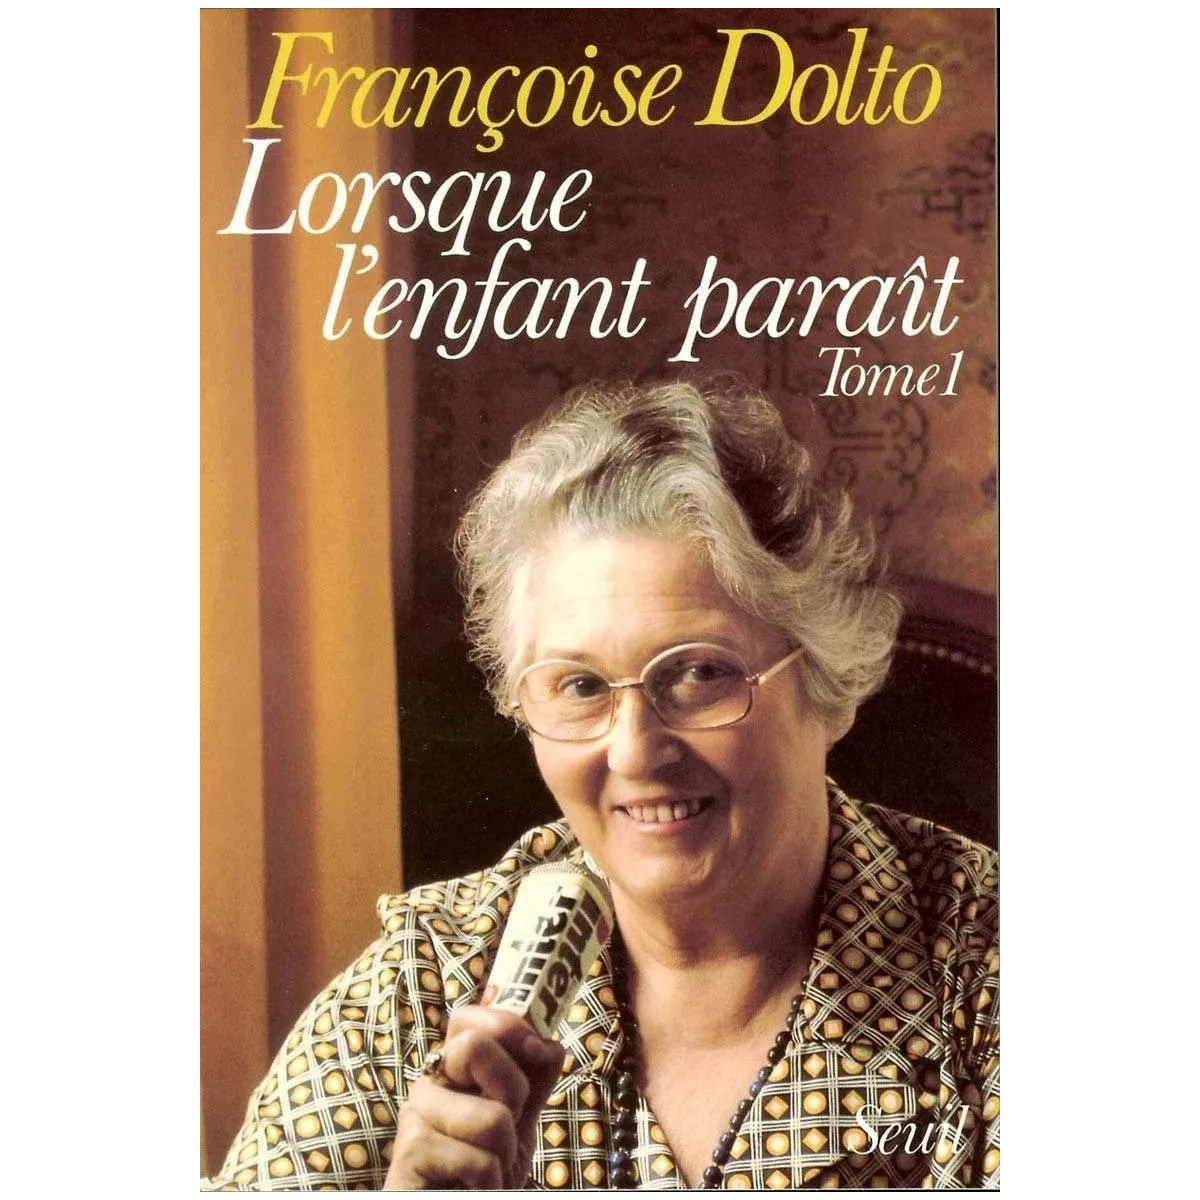 Françoise Dolto
Lorsque
l'enfant paraît
Tome 1
inter
Seuil